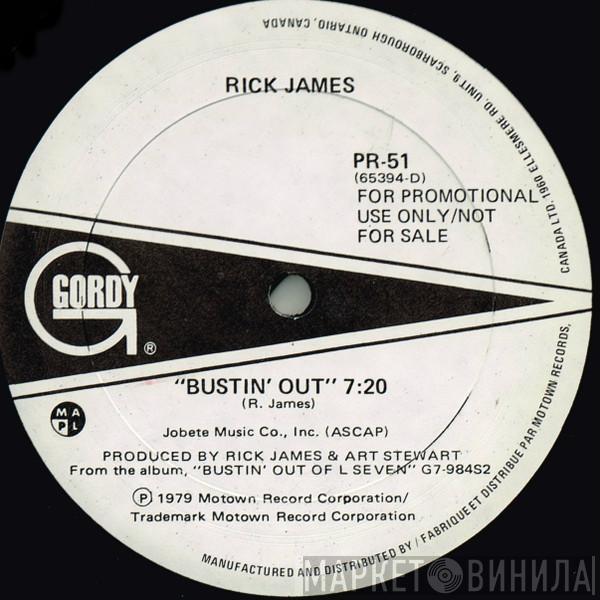 RICK JAMES
PR-51
(65394-D)
FOR PROMOTIONAL
USE ONLY/NOT
FOR SALE
GORDY
G
®
"BUSTIN' OUT" 7:20
(R. James)
M A P L
Jobete Music Co., Inc. (ASCAP)
PRODUCED BY RICK JAMES & ART STEWART
From the album, "BUSTIN' OUT OF L SEVEN" G7-984S2
Ⓟ 1979 Motown Record Corporation/
Trademark Motown Record Corporation
MANUFACTURED AND DISTRIBUTED BY / FABRIQUE ET DISTRIBUE PAR MOTOWN RECORDS, CANADA LTD. 1960 ELLESMERE RD. UNIT 9, SCARBOROUGH ONTARIO, CANADA
МАРКЕТ ВИНИЛА